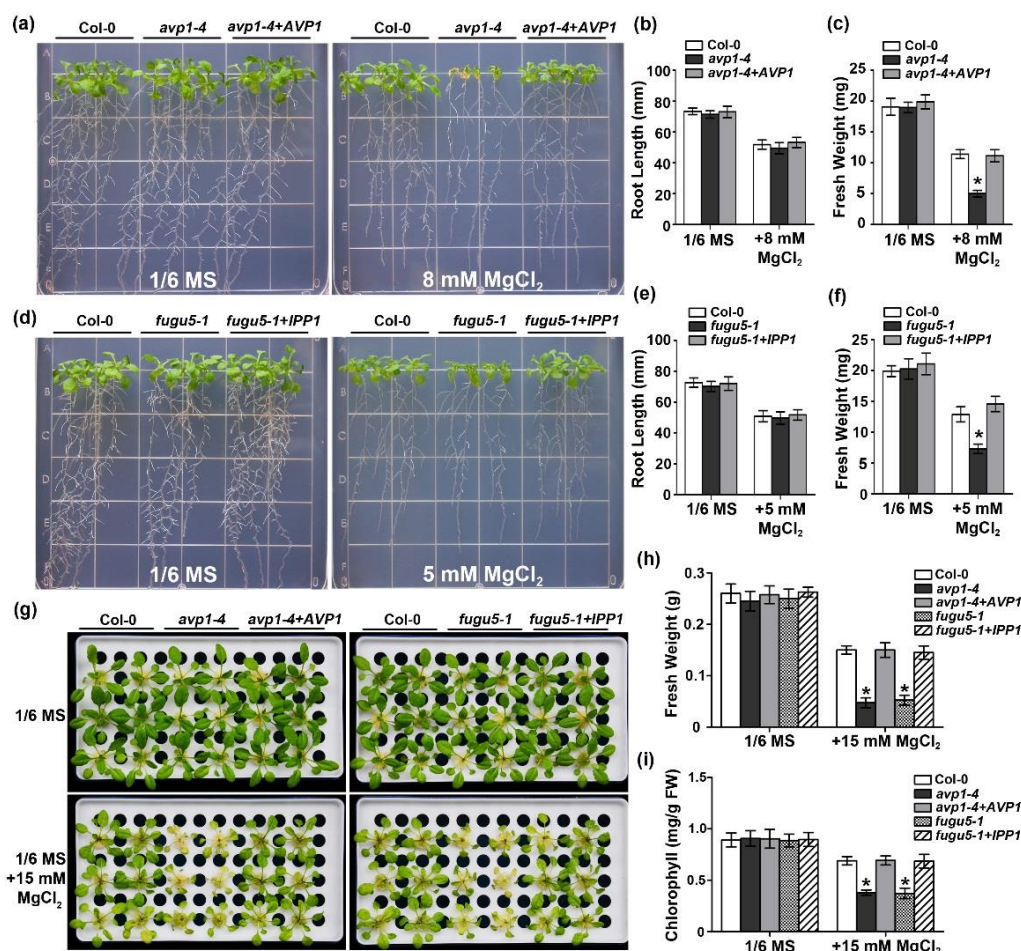 (a)
Col-0 avp1-4 avp1-4+AVP1
Col-0 avp1-4 avp1-4+AVP1
A
B
C
D
E
1/6 MS
8 mM MgCl₂
(b)
Col-0
avp1-4
avp1-4+AVP1
Root Length (mm)
100
80
60
40
20
0
1/6 MS +8 mM
MgCl₂
(c)
Col-0
avp1-4
avp1-4+AVP1
Fresh Weight (mg)
25
20
15
10
5
0
*
1/6 MS +8 mM
MgCl₂
(d)
Col-0 fugu5-1 fugu5-1+IPP1
Col-0 fugu5-1 fugu5-1+IPP1
A
B
C
D
E
1/6 MS
5 mM MgCl₂
(e)
Col-0
fugu5-1
fugu5-1+IPP1
Root Length (mm)
100
80
60
40
20
0
1/6 MS +5 mM
MgCl₂
(f)
Col-0
fugu5-1
fugu5-1+IPP1
Fresh Weight (mg)
25
20
15
10
5
0
*
1/6 MS +5 mM
MgCl₂
(g)
Col-0 avp1-4 avp1-4+AVP1
Col-0 fugu5-1 fugu5-1+IPP1
1/6 MS
1/6 MS
+15 mM
MgCl₂
(h)
Col-0
avp1-4
avp1-4+AVP1
fugu5-1
fugu5-1+IPP1
Fresh Weight (g)
0.3
0.2
0.1
0
* *
1/6 MS +15 mM MgCl₂
(i)
Col-0
avp1-4
avp1-4+AVP1
fugu5-1
fugu5-1+IPP1
Chlorophyll (mg/g FW)
1.5
1.0
0.5
0.0
* *
1/6 MS +15 mM MgCl₂